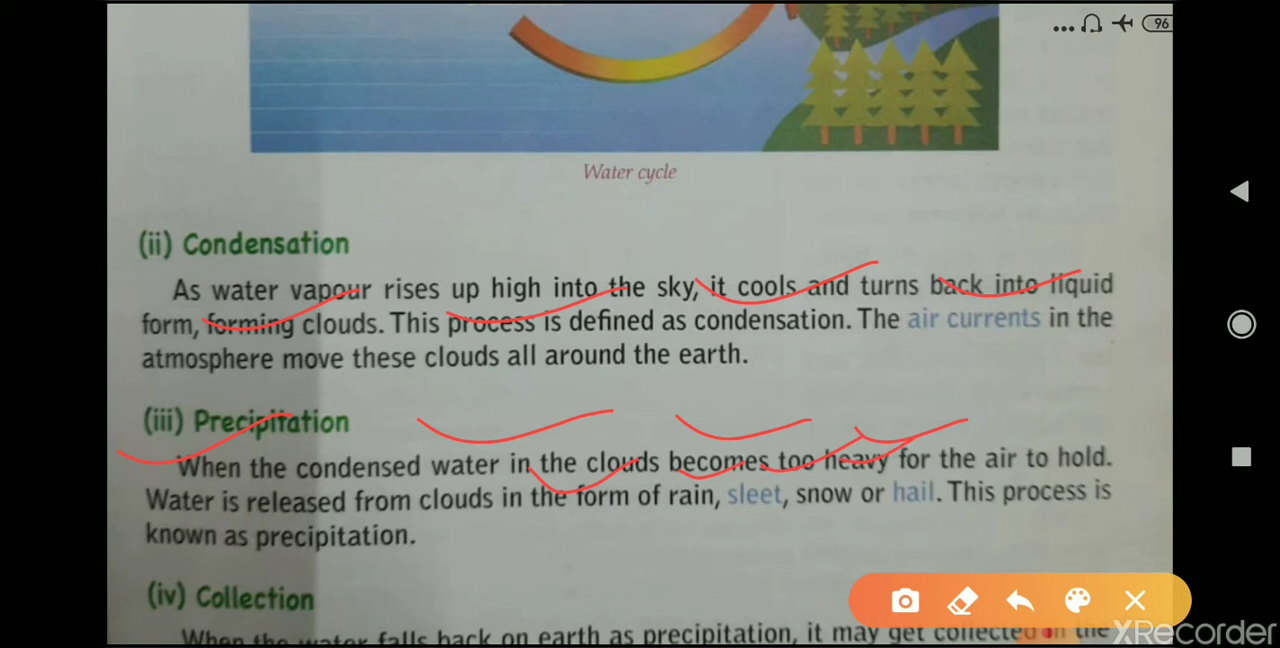 96
Water cycle
(ii) Condensation
As water vapour rises up high into the sky, it cools and turns back into liquid
form, forming clouds. This process is defined as condensation. The air currents in the
atmosphere move these clouds all around the earth.
(iii) Precipitation
When the condensed water in the clouds becomes too heavy for the air to hold.
Water is released from clouds in the form of rain, sleet, snow or hail. This process is
known as precipitation.
(iv) Collection
When the water falls back on earth as precipitation, it may get collected in the
XRecorder